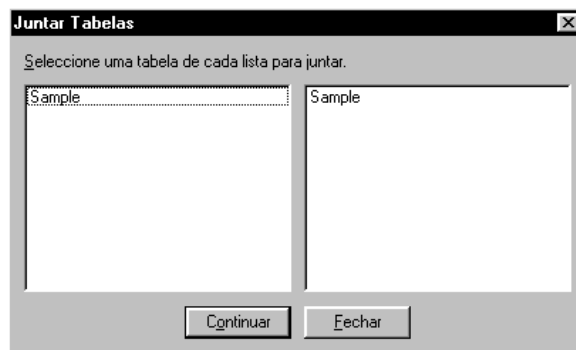 Juntar Tabelas
Seleccione uma tabela de cada lista para juntar.
Sample
Sample
Continuar
Fechar